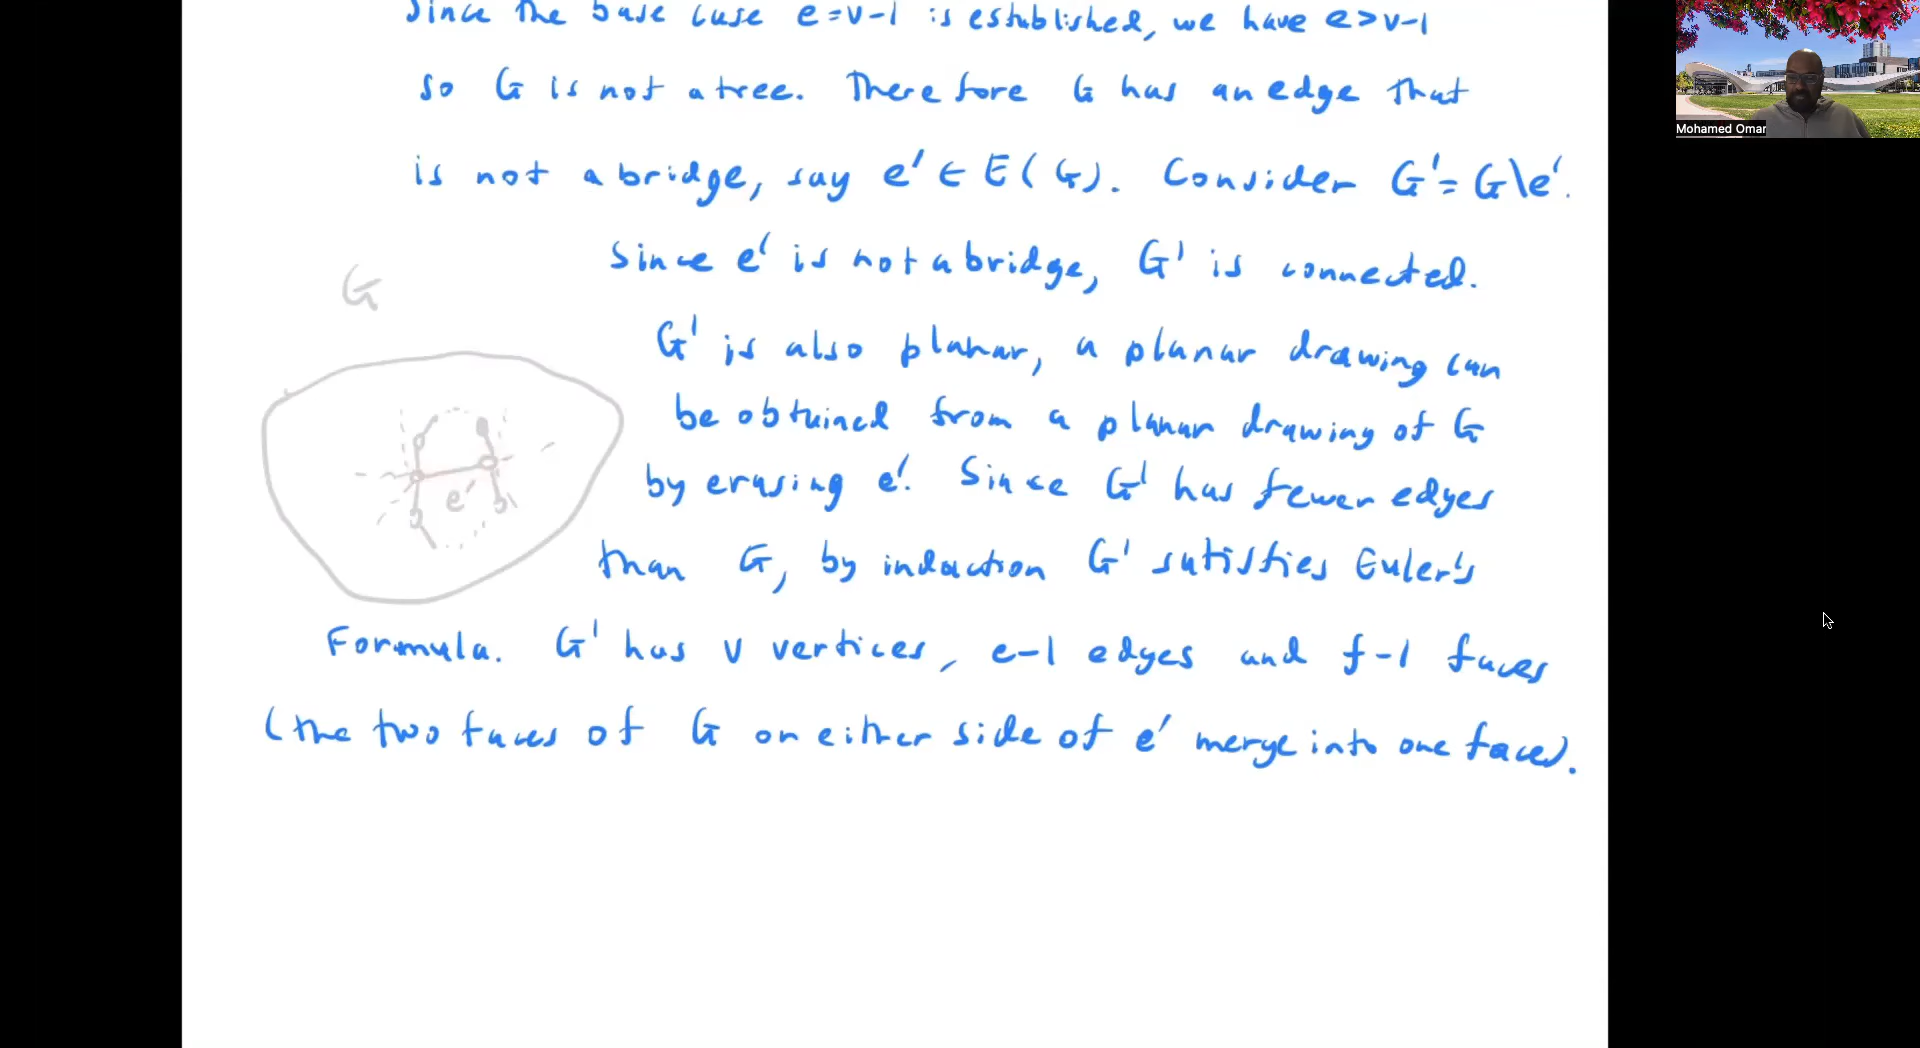 Since the base case e=v-1 is established, we have e>v-1
so G is not a tree. Therefore G has an edge that
is not a bridge, say e' ∈ E(G). Consider G'= G\e'.
Since e' is not a bridge, G' is connected.
G
G' is also planar, a planar drawing can
be obtained from a planar drawing of G
by erasing e'. Since G' has fewer edges
e'
than G, by induction G' satisfies Euler's
Formula. G' has v vertices, e-1 edges and f-1 faces
(the two faces of G on either side of e' merge into one face).
Mohamed Omar